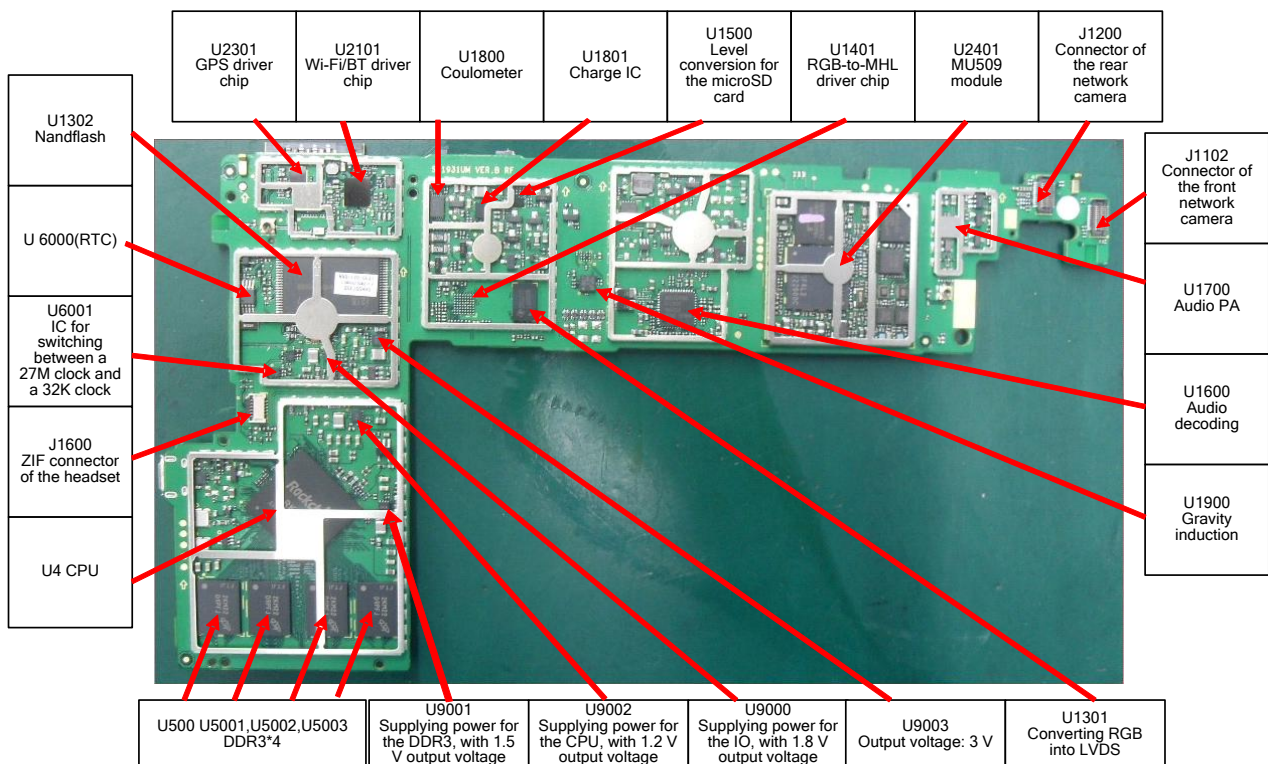 U2301
GPS driver
chip
U2101
Wi-Fi/BT driver
chip
U1800
Coulometer
U1801
Charge IC
U1500
Level
conversion for
the microSD
card
U1401
RGB-to-MHL
driver chip
U2401
MU509
module
J1200
Connector of
the rear
network
camera
U1302
Nandflash
U 6000(RTC)
U6001
IC for
switching
between a
27M clock and
a 32K clock
J1600
ZIF connector
of the headset
U4 CPU
J1102
Connector of
the front
network
camera
U1700
Audio PA
U1600
Audio
decoding
U1900
Gravity
induction
VER.B RF
U500 U5001,U5002,U5003
DDR3*4
U9001
Supplying power for
the DDR3, with 1.5
V output voltage
U9002
Supplying power for
the CPU, with 1.2 V
output voltage
U9000
Supplying power for
the IO, with 1.8 V
output voltage
U9003
Output voltage: 3 V
U1301
Converting RGB
into LVDS